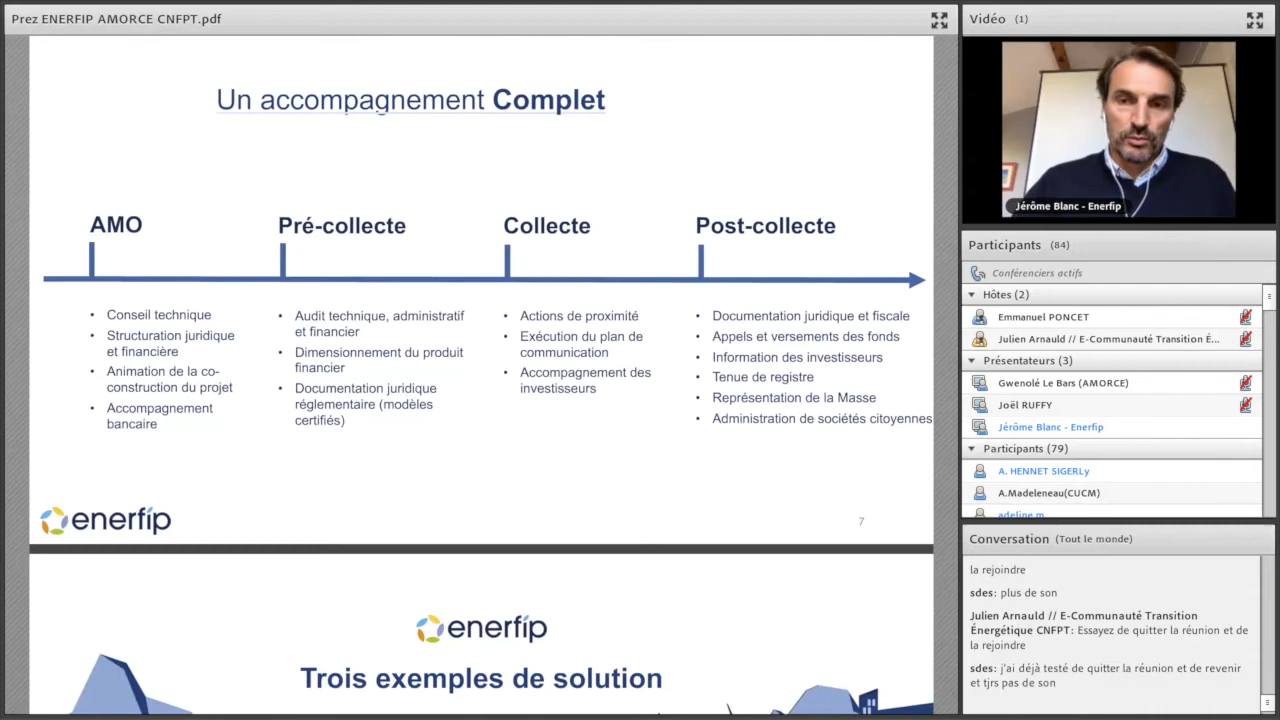 Prez ENERFIP AMORCE CNFPT.pdf
Un accompagnement Complet
AMO
Conseil technique
Structuration juridique
et financière
Animation de la co-
construction du projet
Accompagnement
bancaire
Pré-collecte
Audit technique, administratif
et financier
Dimensionnement du produit
financier
Documentation juridique
réglementaire (modèles
certifiés)
Collecte
Actions de proximité
Exécution du plan de
communication
Accompagnement des
investisseurs
Post-collecte
Documentation juridique et fiscale
Appels et versements des fonds
Information des investisseurs
Tenue de registre
Représentation de la Masse
Administration de sociétés citoyennes
enerfip
7
enerfip
Trois exemples de solution
Vidéo (1)
Jérôme Blanc - Enerfip
Participants (84)
Conférenciers actifs
Hôtes (2)
Emmanuel PONCET
Julien Arnauld // E-Communauté Transition É...
Présentateurs (3)
Gwenolé Le Bars (AMORCE)
Joël RUFFY
Jérôme Blanc - Enerfip
Participants (79)
A. HENNET SIGERLy
A.Madeleneau(CUCM)
adeline m
Conversation (Tout le monde)
la rejoindre
sdes: plus de son
Julien Arnauld // E-Communauté Transition
Énergétique CNFPT: Essayez de quitter la réunion et de
la rejoindre
sdes: j'ai déjà testé de quitter la réunion et de revenir
et tjrs pas de son